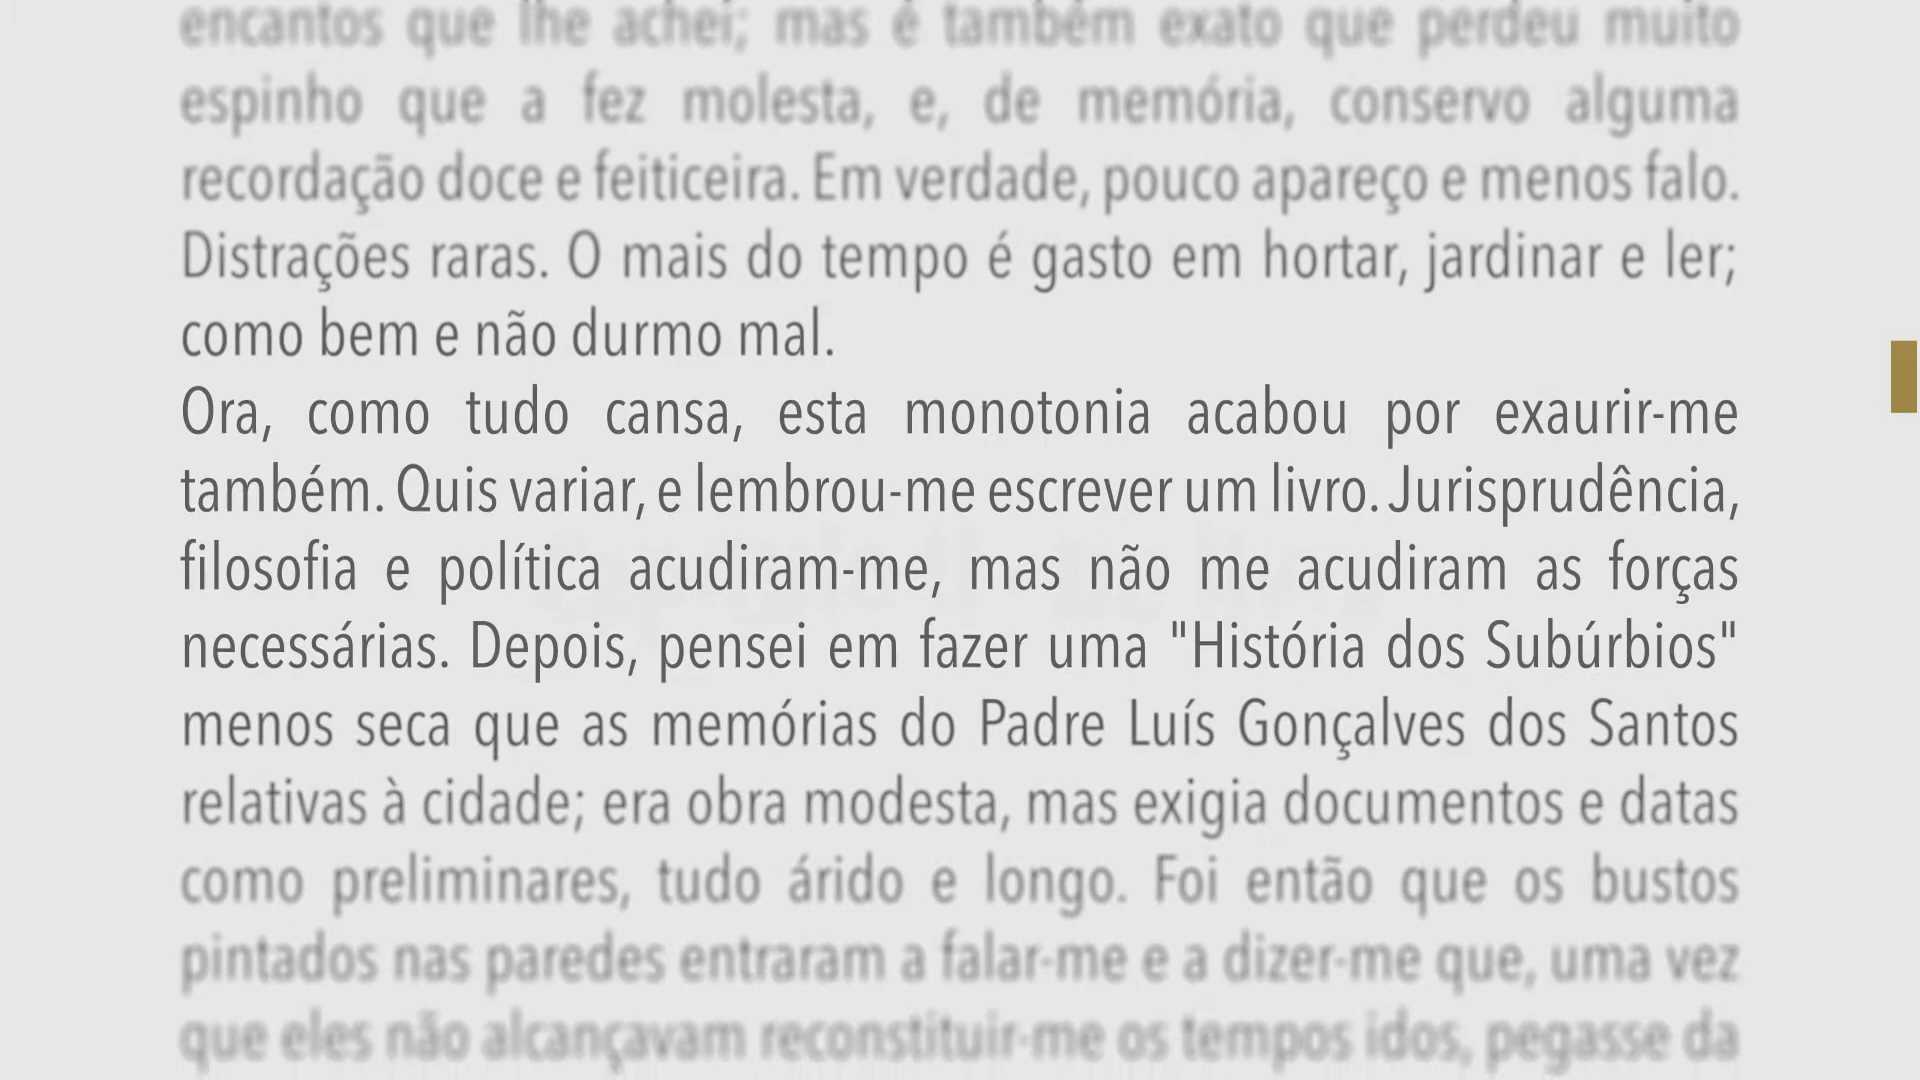 encantos que lhe achei; mas é também exato que perdeu muito
espinho que a fez molesta, e, de memória, conservo alguma
recordação doce e feiticeira. Em verdade, pouco apareço e menos falo.
Distrações raras. O mais do tempo é gasto em hortar, jardinar e ler;
como bem e não durmo mal.
Ora, como tudo cansa, esta monotonia acabou por exaurir-me
também. Quis variar, e lembrou-me escrever um livro. Jurisprudência,
filosofia e política acudiram-me, mas não me acudiram as forças
necessárias. Depois, pensei em fazer uma "História dos Subúrbios"
menos seca que as memórias do Padre Luís Gonçalves dos Santos
relativas à cidade; era obra modesta, mas exigia documentos e datas
como preliminares, tudo árido e longo. Foi então que os bustos
pintados nas paredes entraram a falar-me e a dizer-me que, uma vez
que eles não alcançavam reconstituir-me os tempos idos, pegasse da